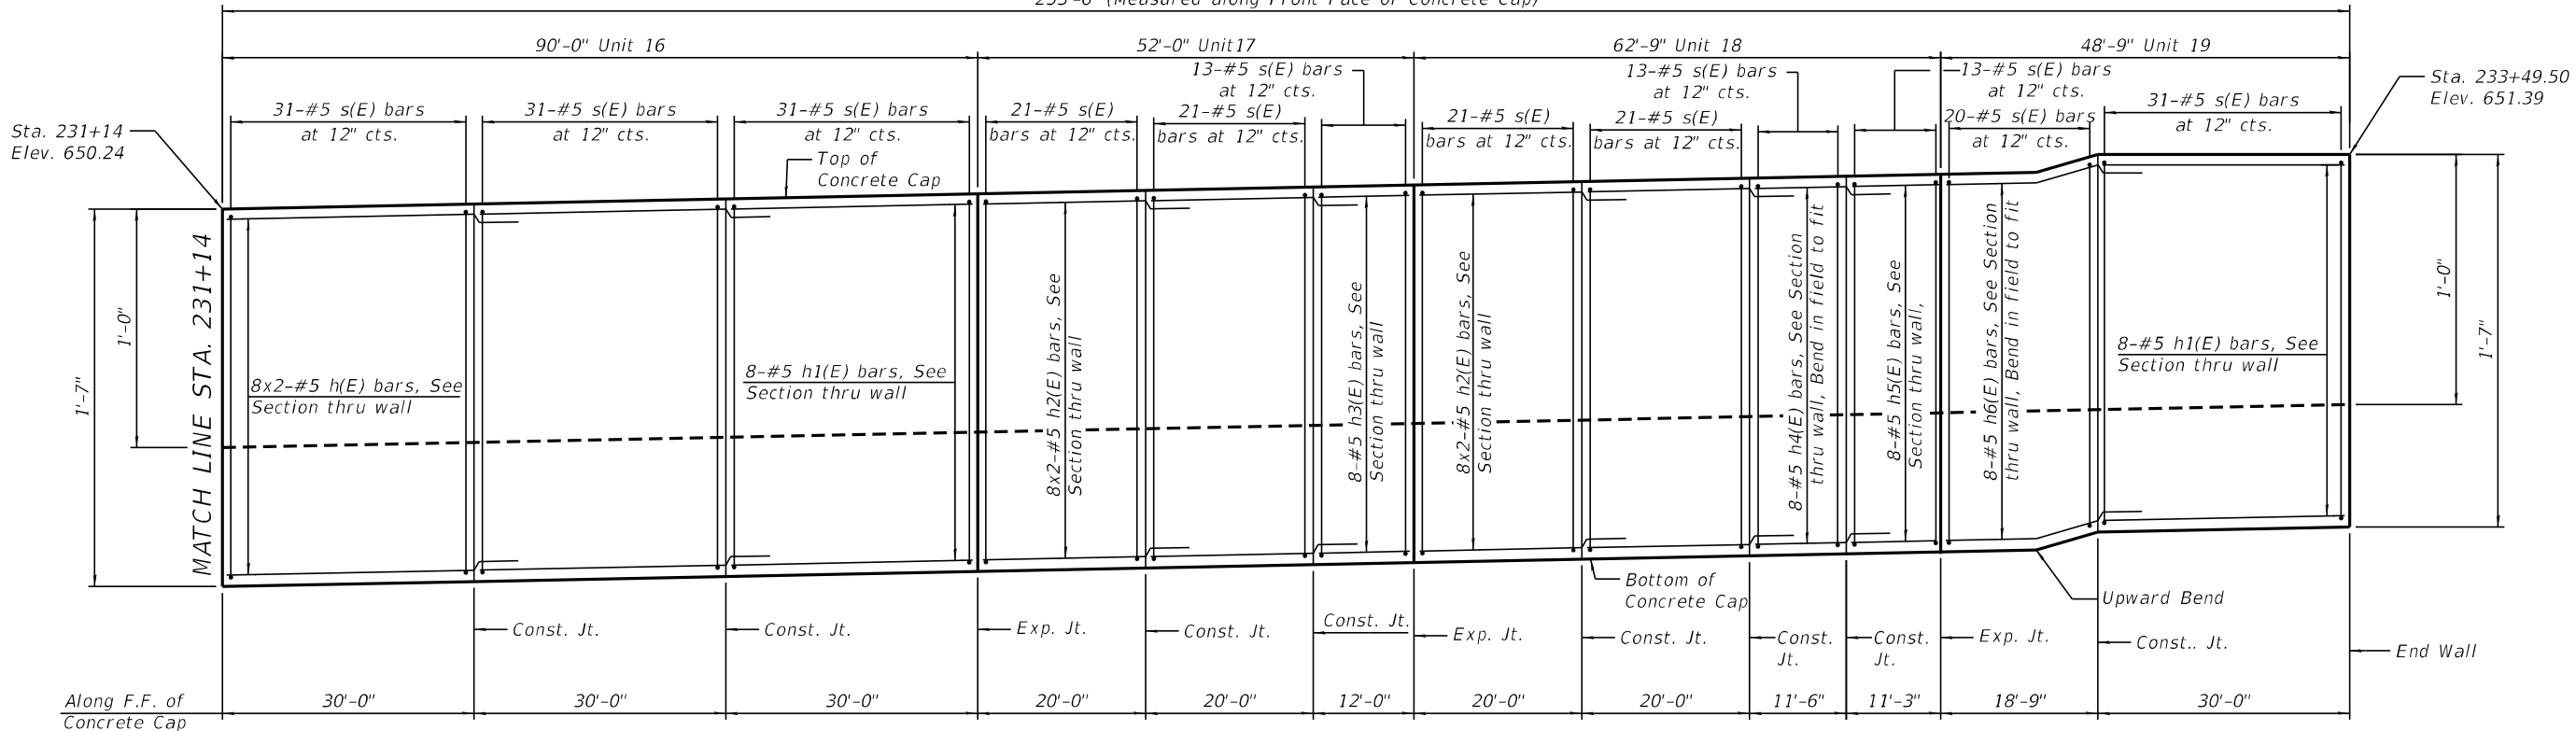 (Measured along Front Face of Concrete Cap)
90'-0" Unit 16
52'-0" Unit17
62'-9" Unit 18
48'-9" Unit 19
Sta. 231+14
Elev. 650.24
31-#5 s(E) bars
at 12" cts.
31-#5 s(E) bars
at 12" cts.
31-#5 s(E) bars
at 12" cts.
21-#5 s(E)
bars at 12" cts.
21-#5 s(E)
bars at 12" cts.
13-#5 s(E) bars
at 12" cts.
21-#5 s(E)
bars at 12" cts.
21-#5 s(E)
bars at 12" cts.
13-#5 s(E) bars
at 12" cts.
13-#5 s(E) bars
at 12" cts.
20-#5 s(E) bars
at 12" cts.
31-#5 s(E) bars
at 12" cts.
Sta. 233+49.50
Elev. 651.39
Top of
Concrete Cap
1'-7"
1'-0"
MATCH LINE STA. 231+14
8x2-#5 h(E) bars, See
Section thru wall
8-#5 h1(E) bars, See
Section thru wall
8x2-#5 h2(E) bars, See
Section thru wall
8-#5 h3(E) bars, See
Section thru wall
8x2-#5 h2(E) bars, See
Section thru wall
8-#5 h4(E) bars, See Section
thru wall, Bend in field to fit
8-#5 h5(E) bars, See
Section thru wall,
8-#5 h6(E) bars, See Section
thru wall, Bend in field to fit
8-#5 h1(E) bars, See
Section thru wall
1'-0"
1'-7"
Bottom of
Concrete Cap
Upward Bend
Const. Jt.
Const. Jt.
Exp. Jt.
Const. Jt.
Const. Jt.
Exp. Jt.
Const. Jt.
Const.
Jt.
Const.
Jt.
Exp. Jt.
Const.. Jt.
End Wall
Along F.F. of
Concrete Cap
30'-0"
30'-0"
30'-0"
20'-0"
20'-0"
12'-0"
20'-0"
20'-0"
11'-6"
11'-3"
18'-9"
30'-0"